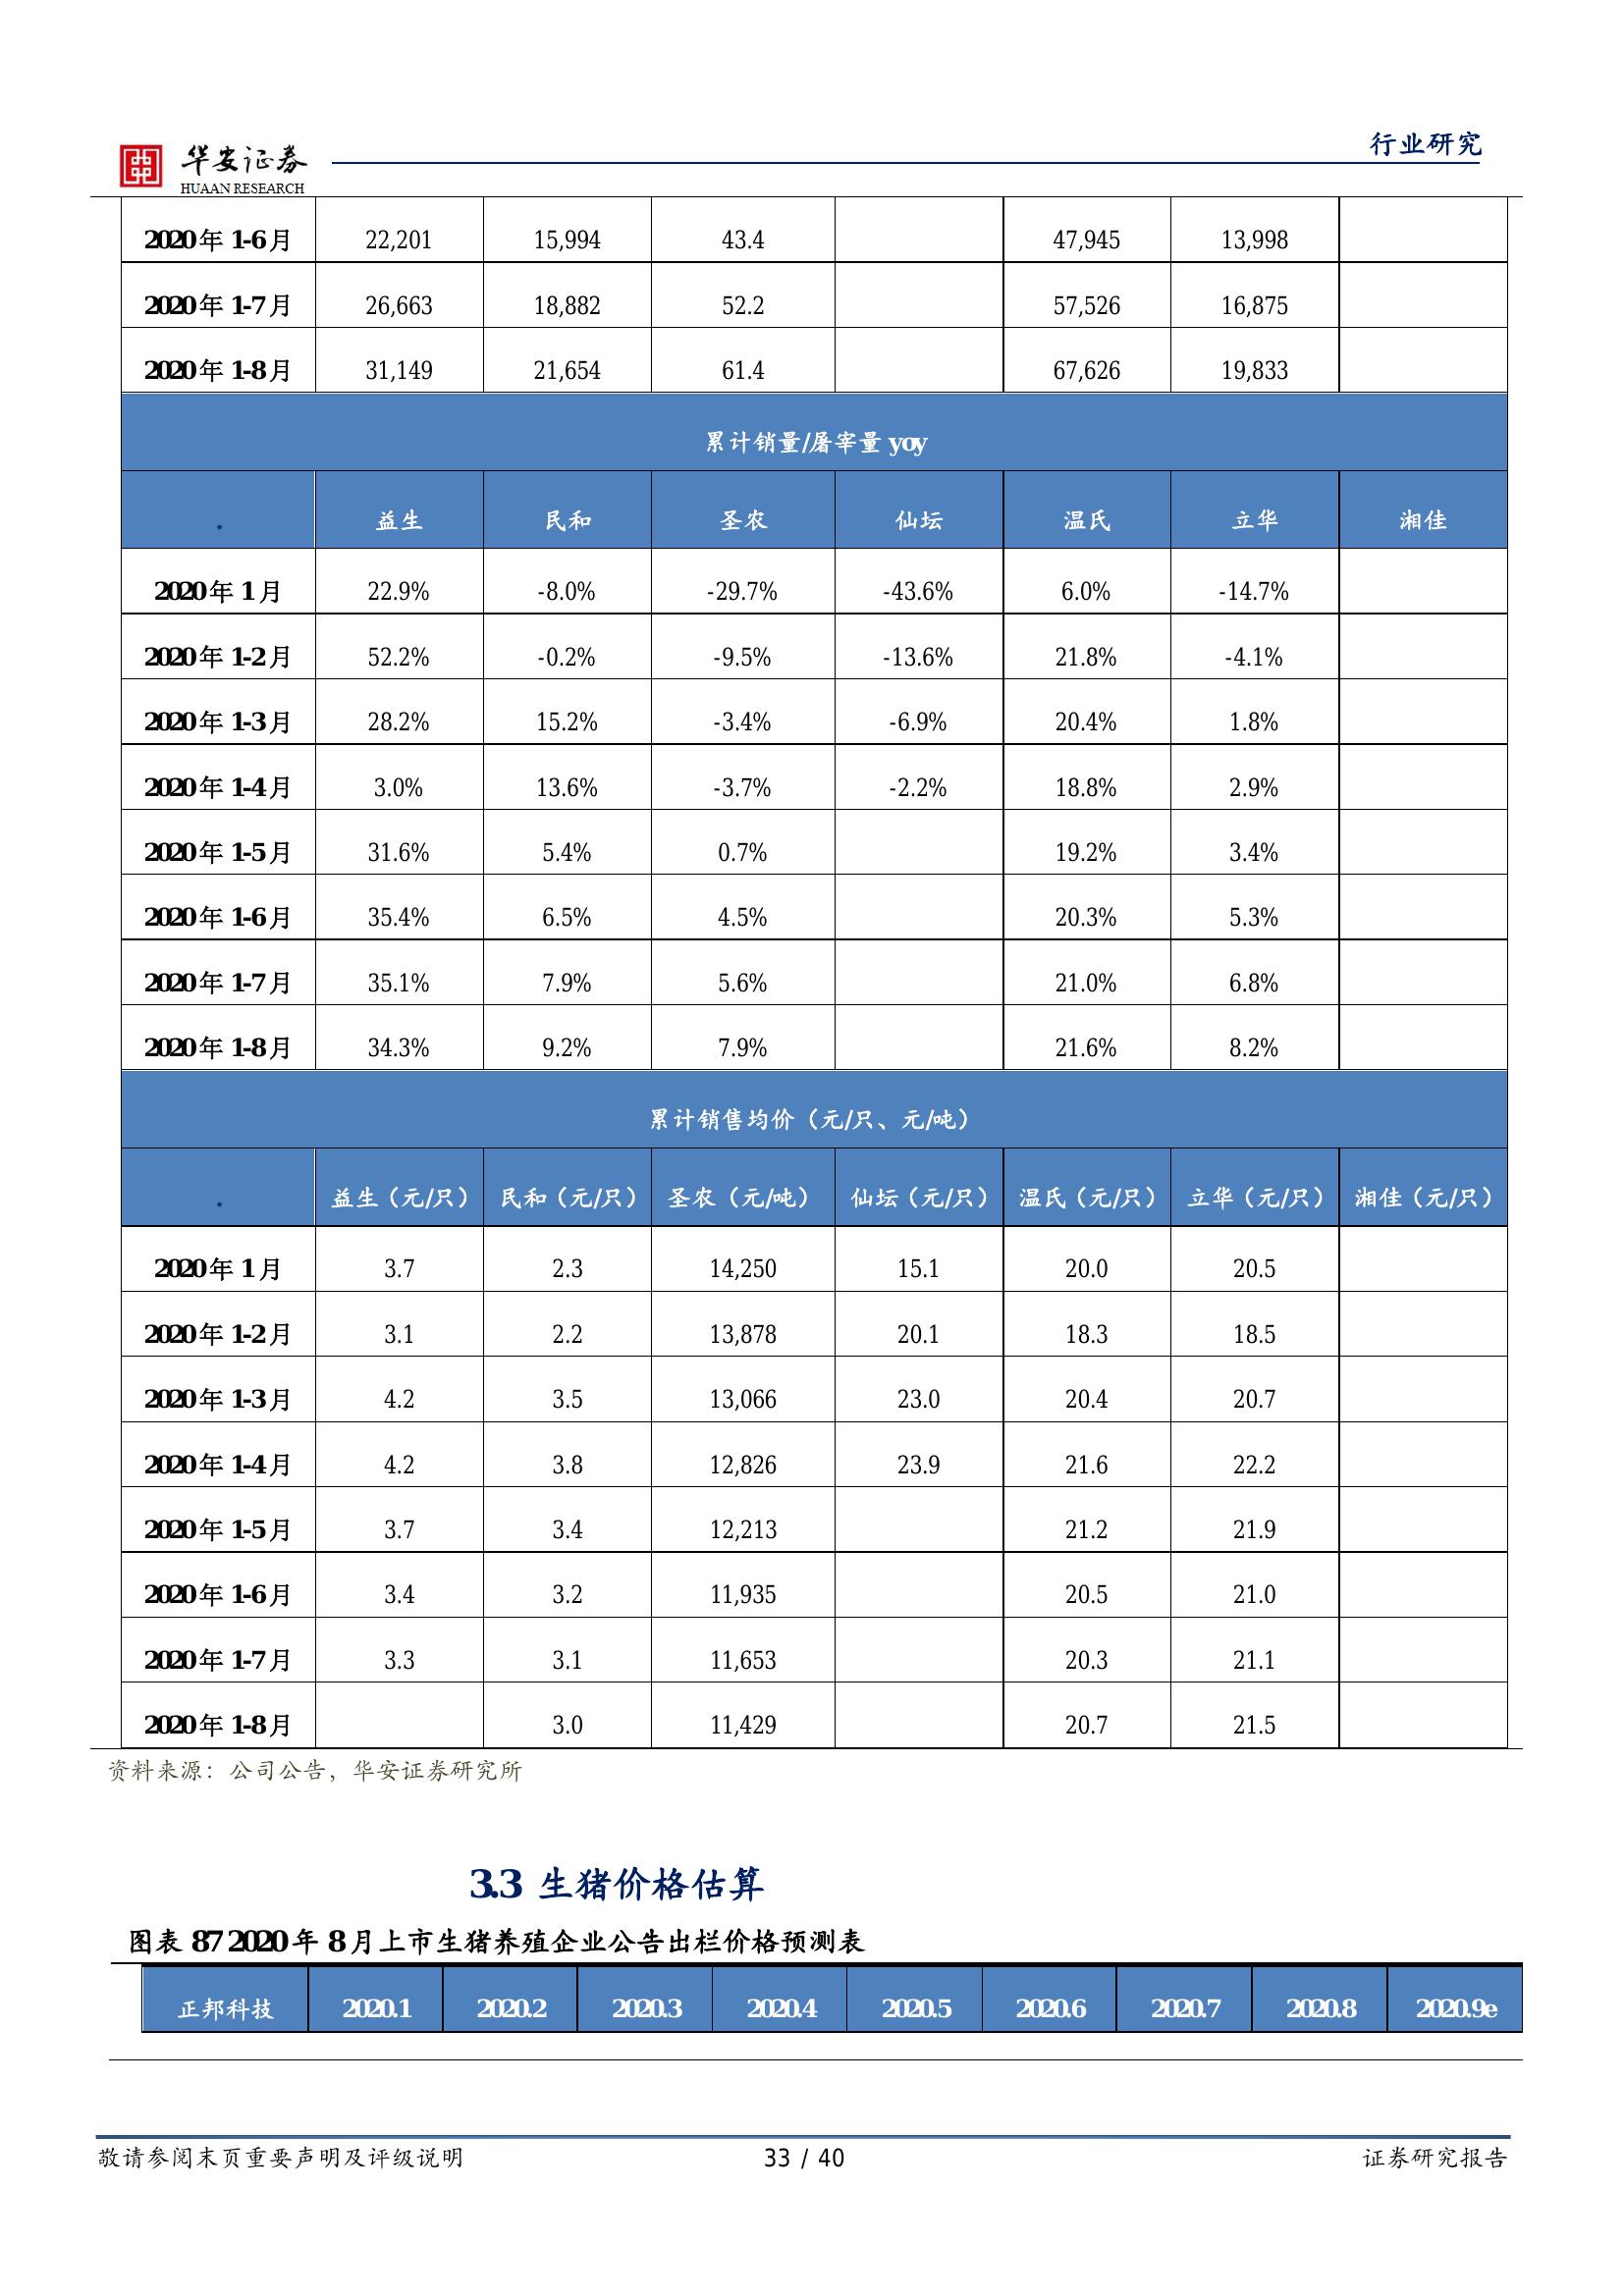 行业研究
华安证券
HUAAN RESEARCH
2020年1-6月 22,201 15,994 43.4 47,945 13,998
2020年1-7月 26,663 18,882 52.2 57,526 16,875
2020年1-8月 31,149 21,654 61.4 67,626 19,833
累计销量/屠宰量 yoy
. 益生 民和 圣农 仙坛 温氏 立华 湘佳
2020年1月 22.9% -8.0% -29.7% -43.6% 6.0% -14.7%
2020年1-2月 52.2% -0.2% -9.5% -13.6% 21.8% -4.1%
2020年1-3月 28.2% 15.2% -3.4% -6.9% 20.4% 1.8%
2020年1-4月 3.0% 13.6% -3.7% -2.2% 18.8% 2.9%
2020年1-5月 31.6% 5.4% 0.7% 19.2% 3.4%
2020年1-6月 35.4% 6.5% 4.5% 20.3% 5.3%
2020年1-7月 35.1% 7.9% 5.6% 21.0% 6.8%
2020年1-8月 34.3% 9.2% 7.9% 21.6% 8.2%
累计销售均价（元/只、元/吨）
. 益生（元/只） 民和（元/只） 圣农（元/吨） 仙坛（元/只） 温氏（元/只） 立华（元/只） 湘佳（元/只）
2020年1月 3.7 2.3 14,250 15.1 20.0 20.5
2020年1-2月 3.1 2.2 13,878 20.1 18.3 18.5
2020年1-3月 4.2 3.5 13,066 23.0 20.4 20.7
2020年1-4月 4.2 3.8 12,826 23.9 21.6 22.2
2020年1-5月 3.7 3.4 12,213 21.2 21.9
2020年1-6月 3.4 3.2 11,935 20.5 21.0
2020年1-7月 3.3 3.1 11,653 20.3 21.1
2020年1-8月 3.0 11,429 20.7 21.5
资料来源：公司公告，华安证券研究所
3.3 生猪价格估算
图表 87 2020年8月上市生猪养殖企业公告出栏价格预测表
正邦科技 2020.1 2020.2 2020.3 2020.4 2020.5 2020.6 2020.7 2020.8 2020.9e
敬请参阅末页重要声明及评级说明 33 / 40 证券研究报告